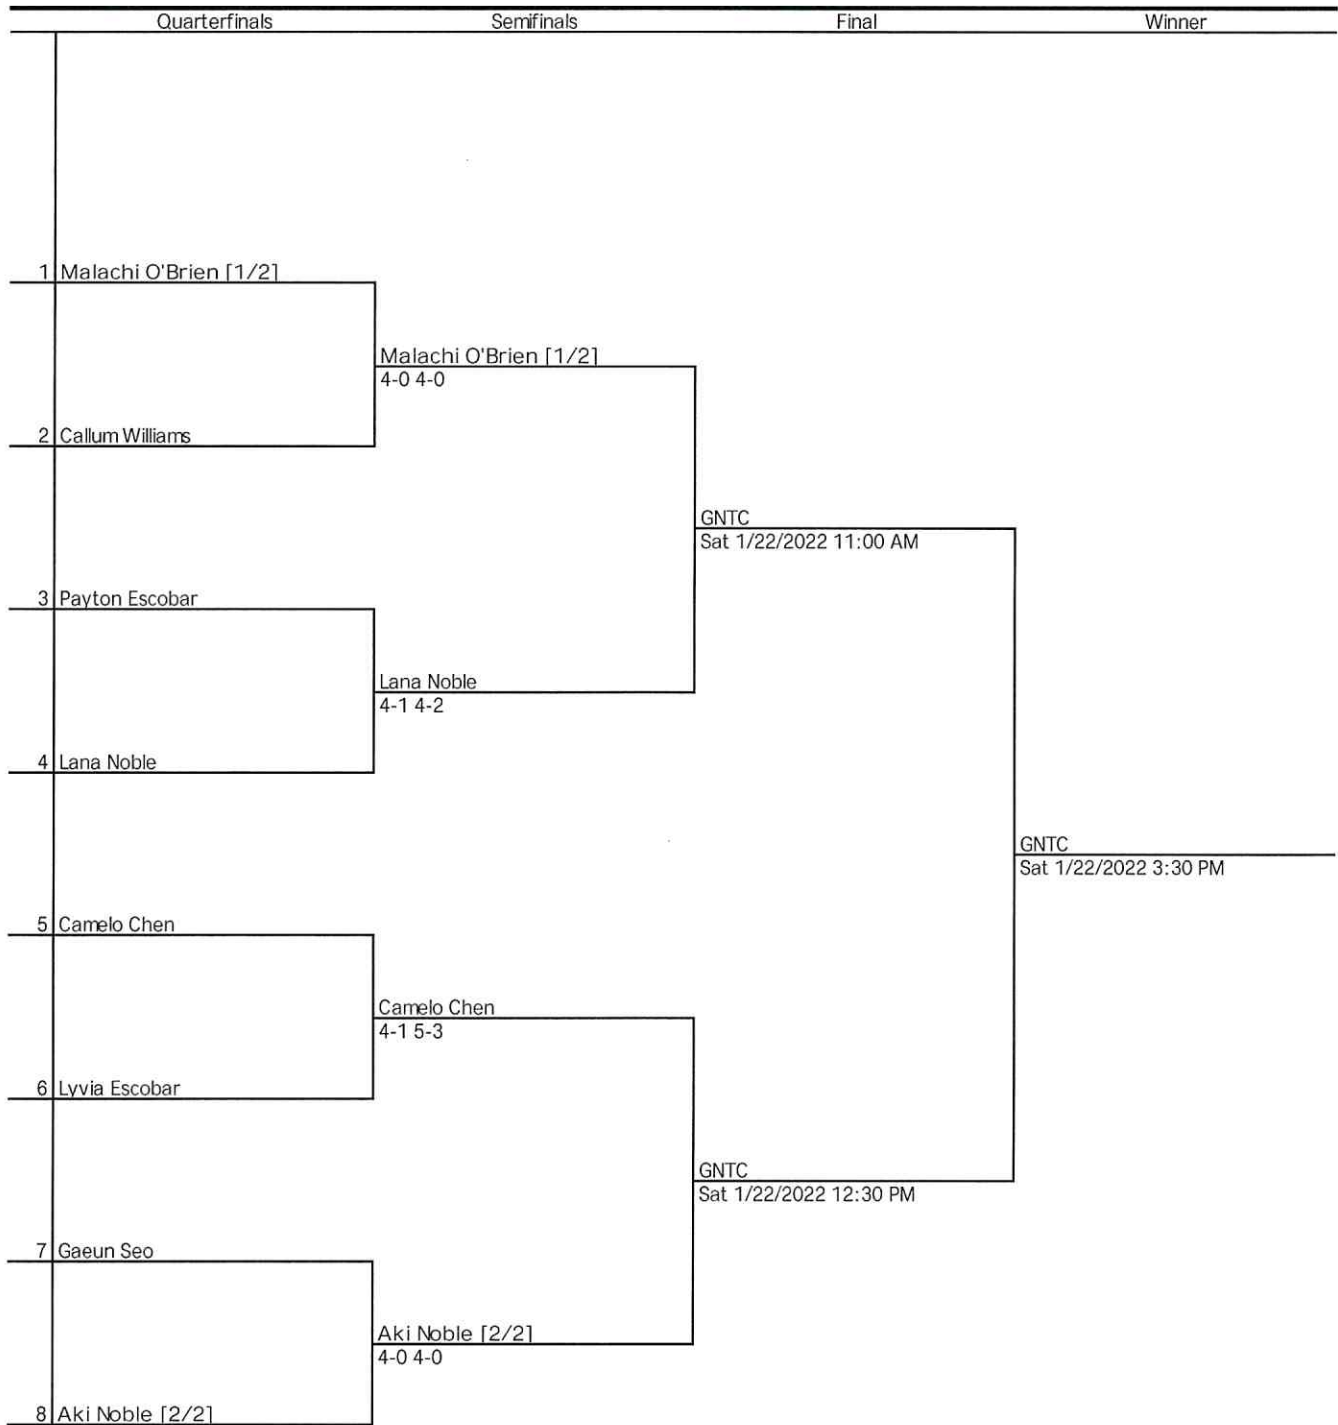 Quarterfinals Semifinals Final Winner
1 Malachi O'Brien [1/2]
Malachi O'Brien [1/2]
4-0 4-0
2 Callum Williams
GNTC
Sat 1/22/2022 11:00 AM
3 Payton Escobar
Lana Noble
4-1 4-2
4 Lana Noble
GNTC
Sat 1/22/2022 3:30 PM
5 Camelo Chen
Camelo Chen
4-1 5-3
6 Lyvia Escobar
GNTC
Sat 1/22/2022 12:30 PM
7 Gaeun Seo
Aki Noble [2/2]
4-0 4-0
8 Aki Noble [2/2]